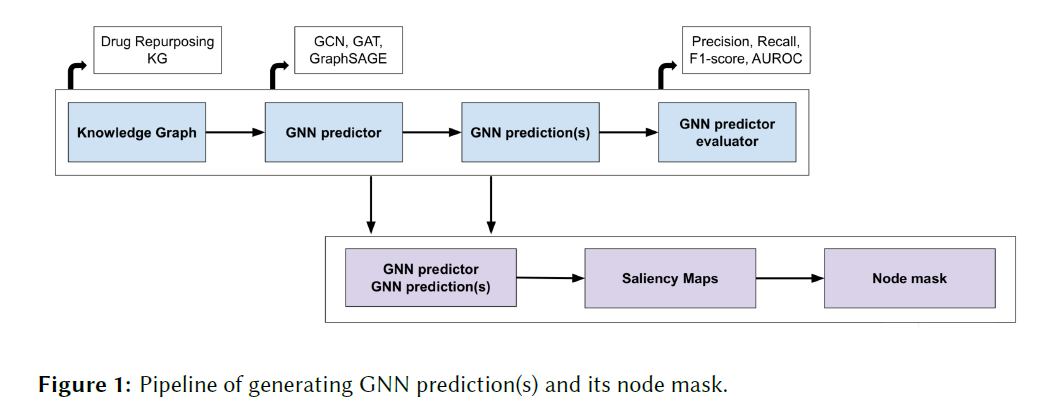 Drug Repurposing
KG
GCN, GAT,
GraphSAGE
Precision, Recall,
F1-score, AUROC
Knowledge Graph
GNN predictor
GNN prediction(s)
GNN predictor
evaluator
GNN predictor
GNN prediction(s)
Saliency Maps
Node mask
Figure 1: Pipeline of generating GNN prediction(s) and its node mask.